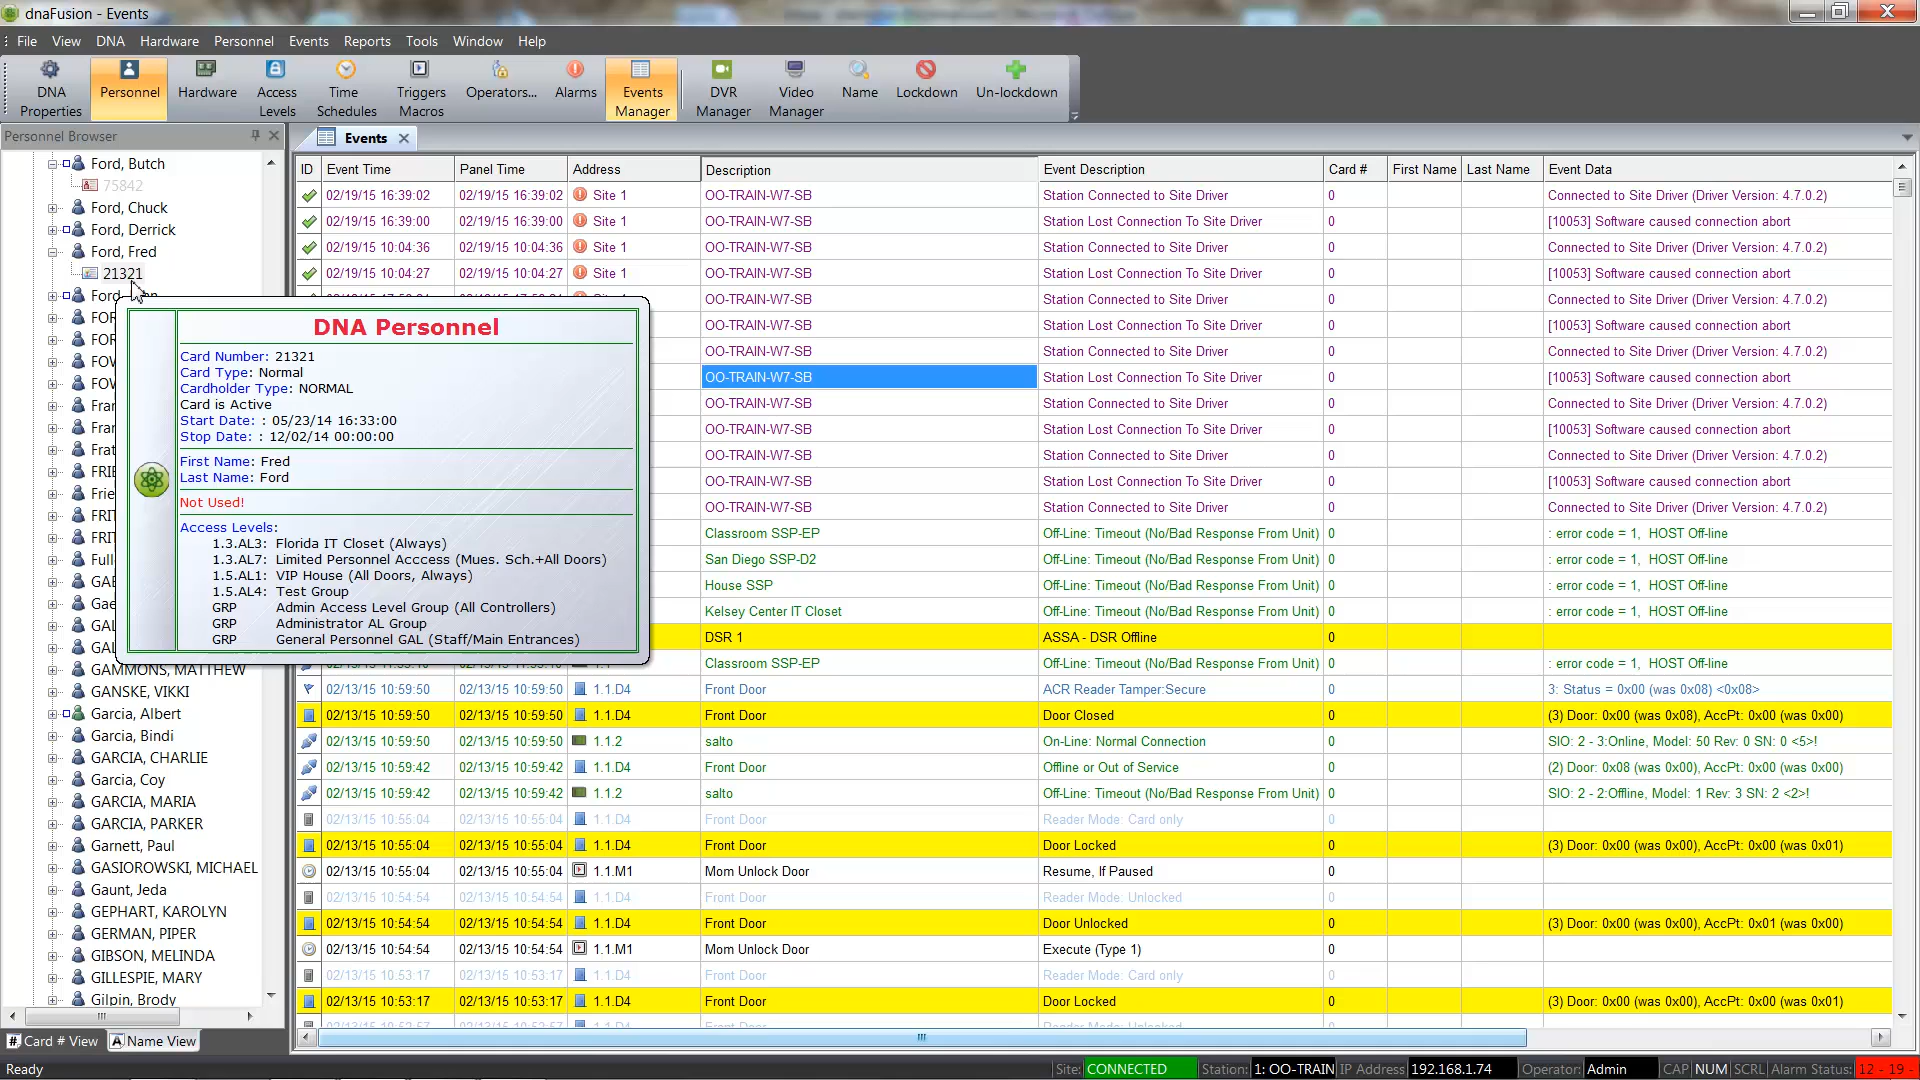 dnaFusion - Events
File View DNA Hardware Personnel Events Reports Tools Window Help
DNA Properties
Personnel
Hardware
Access Levels
Time Schedules
Triggers Macros
Operators...
Alarms
Events Manager
DVR Manager
Video Manager
Name
Lockdown
Un-lockdown
Personnel Browser
Ford, Butch
75842
Ford, Chuck
Ford, Derrick
Ford, Fred
21321
GAMMONS, MATTHEW
GANSKE, VIKKI
Garcia, Albert
Garcia, Bindi
GARCIA, CHARLIE
Garcia, Coy
GARCIA, MARIA
GARCIA, PARKER
Garnett, Paul
GASIOROWSKI, MICHAEL
Gaunt, Jeda
GEPHART, KAROLYN
GERMAN, PIPER
GIBSON, MELINDA
GILLESPIE, MARY
Gilpin, Brody
# Card # View A Name View
DNA Personnel
Card Number: 21321
Card Type: Normal
Cardholder Type: NORMAL
Card is Active
Start Date: : 05/23/14 16:33:00
Stop Date: : 12/02/14 00:00:00
First Name: Fred
Last Name: Ford
Not Used!
Access Levels:
1.3.AL3: Florida IT Closet (Always)
1.3.AL7: Limited Personnel Acccess (Mues. Sch.+All Doors)
1.5.AL1: VIP House (All Doors, Always)
1.5.AL4: Test Group
GRP Admin Access Level Group (All Controllers)
GRP Administrator AL Group
GRP General Personnel GAL (Staff/Main Entrances)
Events
ID Event Time Panel Time Address Description Event Description Card # First Name Last Name Event Data
02/19/15 16:39:02 02/19/15 16:39:02 Site 1 OO-TRAIN-W7-SB Station Connected to Site Driver 0 Connected to Site Driver (Driver Version: 4.7.0.2)
02/19/15 16:39:00 02/19/15 16:39:00 Site 1 OO-TRAIN-W7-SB Station Lost Connection To Site Driver 0 [10053] Software caused connection abort
02/19/15 10:04:36 02/19/15 10:04:36 Site 1 OO-TRAIN-W7-SB Station Connected to Site Driver 0 Connected to Site Driver (Driver Version: 4.7.0.2)
02/19/15 10:04:27 02/19/15 10:04:27 Site 1 OO-TRAIN-W7-SB Station Lost Connection To Site Driver 0 [10053] Software caused connection abort
OO-TRAIN-W7-SB Station Connected to Site Driver 0 Connected to Site Driver (Driver Version: 4.7.0.2)
OO-TRAIN-W7-SB Station Lost Connection To Site Driver 0 [10053] Software caused connection abort
OO-TRAIN-W7-SB Station Connected to Site Driver 0 Connected to Site Driver (Driver Version: 4.7.0.2)
OO-TRAIN-W7-SB Station Lost Connection To Site Driver 0 [10053] Software caused connection abort
OO-TRAIN-W7-SB Station Connected to Site Driver 0 Connected to Site Driver (Driver Version: 4.7.0.2)
OO-TRAIN-W7-SB Station Lost Connection To Site Driver 0 [10053] Software caused connection abort
OO-TRAIN-W7-SB Station Connected to Site Driver 0 Connected to Site Driver (Driver Version: 4.7.0.2)
OO-TRAIN-W7-SB Station Lost Connection To Site Driver 0 [10053] Software caused connection abort
OO-TRAIN-W7-SB Station Connected to Site Driver 0 Connected to Site Driver (Driver Version: 4.7.0.2)
Classroom SSP-EP Off-Line: Timeout (No/Bad Response From Unit) 0 : error code = 1, HOST Off-line
San Diego SSP-D2 Off-Line: Timeout (No/Bad Response From Unit) 0 : error code = 1, HOST Off-line
House SSP Off-Line: Timeout (No/Bad Response From Unit) 0 : error code = 1, HOST Off-line
Kelsey Center IT Closet Off-Line: Timeout (No/Bad Response From Unit) 0 : error code = 1, HOST Off-line
DSR 1 ASSA - DSR Offline 0
Classroom SSP-EP Off-Line: Timeout (No/Bad Response From Unit) 0 : error code = 1, HOST Off-line
02/13/15 10:59:50 02/13/15 10:59:50 1.1.D4 Front Door ACR Reader Tamper:Secure 0 3: Status = 0x00 (was 0x08) <0x08>
02/13/15 10:59:50 02/13/15 10:59:50 1.1.D4 Front Door Door Closed 0 (3) Door: 0x00 (was 0x08), AccPt: 0x00 (was 0x00)
02/13/15 10:59:50 02/13/15 10:59:50 1.1.2 salto On-Line: Normal Connection 0 SIO: 2 - 3:Online, Model: 50 Rev: 0 SN: 0 <5>!
02/13/15 10:59:42 02/13/15 10:59:42 1.1.D4 Front Door Offline or Out of Service 0 (2) Door: 0x08 (was 0x00), AccPt: 0x00 (was 0x00)
02/13/15 10:59:42 02/13/15 10:59:42 1.1.2 salto Off-Line: Timeout (No/Bad Response From Unit) 0 SIO: 2 - 2:Offline, Model: 1 Rev: 3 SN: 2 <2>!
02/13/15 10:55:04 02/13/15 10:55:04 1.1.D4 Front Door Reader Mode: Card only 0
02/13/15 10:55:04 02/13/15 10:55:04 1.1.D4 Front Door Door Locked 0 (3) Door: 0x00 (was 0x00), AccPt: 0x00 (was 0x01)
02/13/15 10:55:04 02/13/15 10:55:04 1.1.M1 Mom Unlock Door Resume, If Paused 0
02/13/15 10:54:54 02/13/15 10:54:54 1.1.D4 Front Door Reader Mode: Unlocked 0
02/13/15 10:54:54 02/13/15 10:54:54 1.1.D4 Front Door Door Unlocked 0 (3) Door: 0x00 (was 0x00), AccPt: 0x01 (was 0x00)
02/13/15 10:54:54 02/13/15 10:54:54 1.1.M1 Mom Unlock Door Execute (Type 1) 0
02/13/15 10:53:17 02/13/15 10:53:17 1.1.D4 Front Door Reader Mode: Card only 0
02/13/15 10:53:17 02/13/15 10:53:17 1.1.D4 Front Door Door Locked 0 (3) Door: 0x00 (was 0x00), AccPt: 0x00 (was 0x01)
Ready Site: CONNECTED Station: 1: OO-TRAIN IP Address 192.168.1.74 Operator: Admin CAP NUM SCRL Alarm Status: 12 - 19 -